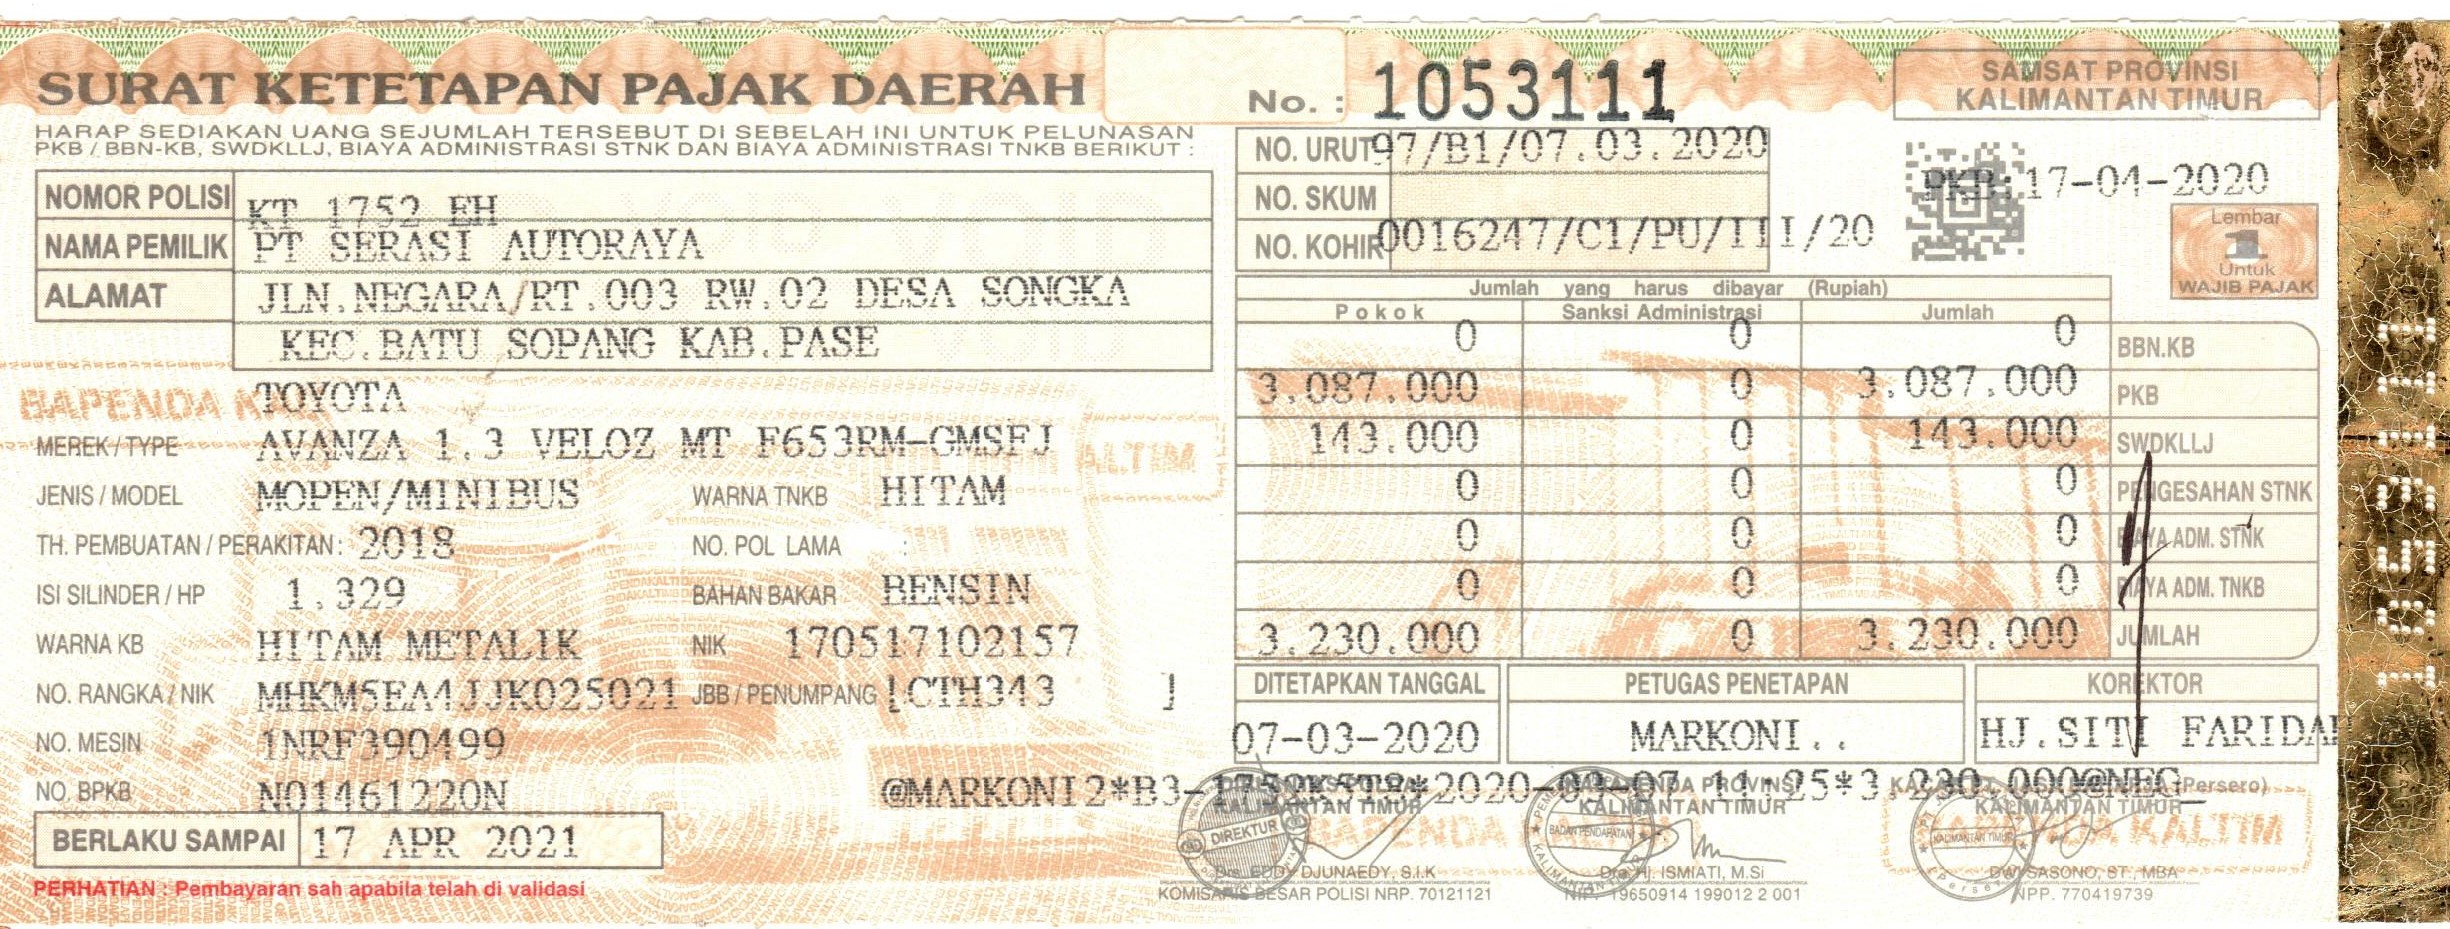 SURAT KETETAPAN PAJAK DAERAH
No. : 1053111
SAMSAT PROVINSI
KALIMANTAN TIMUR
HARAP SEDIAKAN UANG SEJUMLAH TERSEBUT DI SEBELAH INI UNTUK PELUNASAN
PKB / BBN-KB, SWDKLLJ, BIAYA ADMINISTRASI STNK DAN BIAYA ADMINISTRASI TNKB BERIKUT :
NO. URUT 97/B1/07.03.2020
NO. SKUM
NO. KOHIR 0016247/C1/PU/III/20
PKB: 17-04-2020
Lembar
1
Untuk
WAJIB PAJAK
NOMOR POLISI KT 1752 EH
NAMA PEMILIK PT SERASI AUTORAYA
ALAMAT JLN.NEGARA/RT.003 RW.02 DESA SONGKA
KEC.BATU SOPANG KAB.PASE
TOYOTA
MEREK / TYPE AVANZA 1.3 VELOZ MT F653RM-GMSFJ
JENIS / MODEL MOPEN/MINIBUS WARNA TNKB HITAM
TH. PEMBUATAN / PERAKITAN : 2018 NO. POL LAMA :
ISI SILINDER / HP 1.329 BAHAN BAKAR BENSIN
WARNA KB HITAM METALIK NIK 170517102157
NO. RANGKA / NIK MHKM5EA4JJK025021 JBB / PENUMPANG [CTH343 ]
NO. MESIN 1NRF390499
NO. BPKB N01461220N
BERLAKU SAMPAI 17 APR 2021
PERHATIAN : Pembayaran sah apabila telah di validasi
Jumlah yang harus dibayar (Rupiah)
Pokok Sanksi Administrasi Jumlah
0 0 0 BBN.KB
3.087.000 0 3.087.000 PKB
143.000 0 143.000 SWDKLLJ
0 0 0 PENGESAHAN STNK
0 0 0 BIAYA ADM. STNK
0 0 0 BIAYA ADM. TNKB
3.230.000 0 3.230.000 JUMLAH
DITETAPKAN TANGGAL PETUGAS PENETAPAN KOREKTOR
07-03-2020 MARKONI.. HJ.SITI FARIDAH
@MARKONI2*B3-1752K5T8*2020-03-07 11:25*3.230.000@NEG
KALIMANTAN TIMUR KALIMANTAN TIMUR KALIMANTAN TIMUR
DIREKTUR
BADAN PENDAPATAN
KALIMANTAN TIMUR
EDDY DJUNAEDY, S.I.K
KOMISARIS BESAR POLISI NRP. 70121121
Dra. Hj. ISMIATI, M.Si
NIP. 19650914 199012 2 001
DWI SASONO, ST., MBA
NPP. 770419739
BAPENDA KALTIM